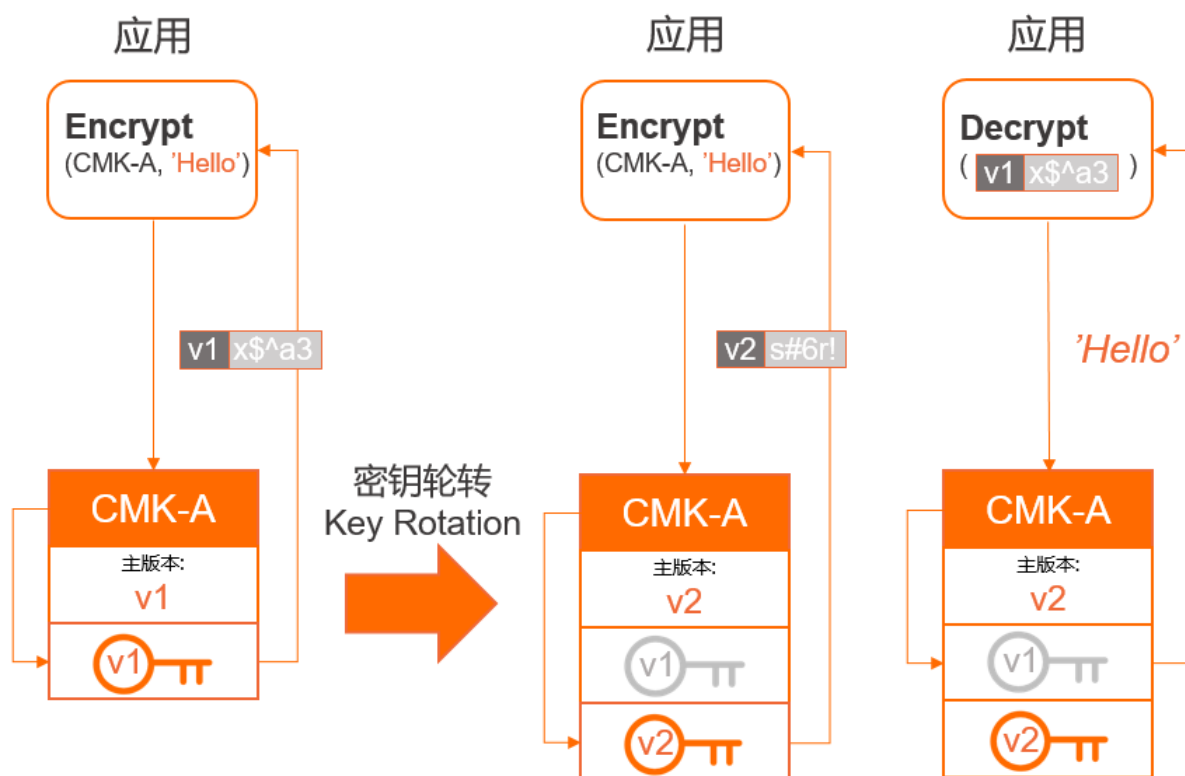 应用
Encrypt
(CMK-A, ’Hello’)
v1 x$^a3
CMK-A
主版本:
v1
v1
密钥轮转
Key Rotation
应用
Encrypt
(CMK-A, ’Hello’)
v2 s#6r!
CMK-A
主版本:
v2
v1
v2
应用
Decrypt
( v1 x$^a3 )
’Hello’
CMK-A
主版本:
v2
v1
v2